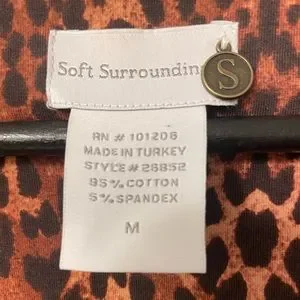 Soft Surroundin
S
RN # 101206
MADE IN TURKEY
STYLE # 26852
95% COTTON
5% SPANDEX
M